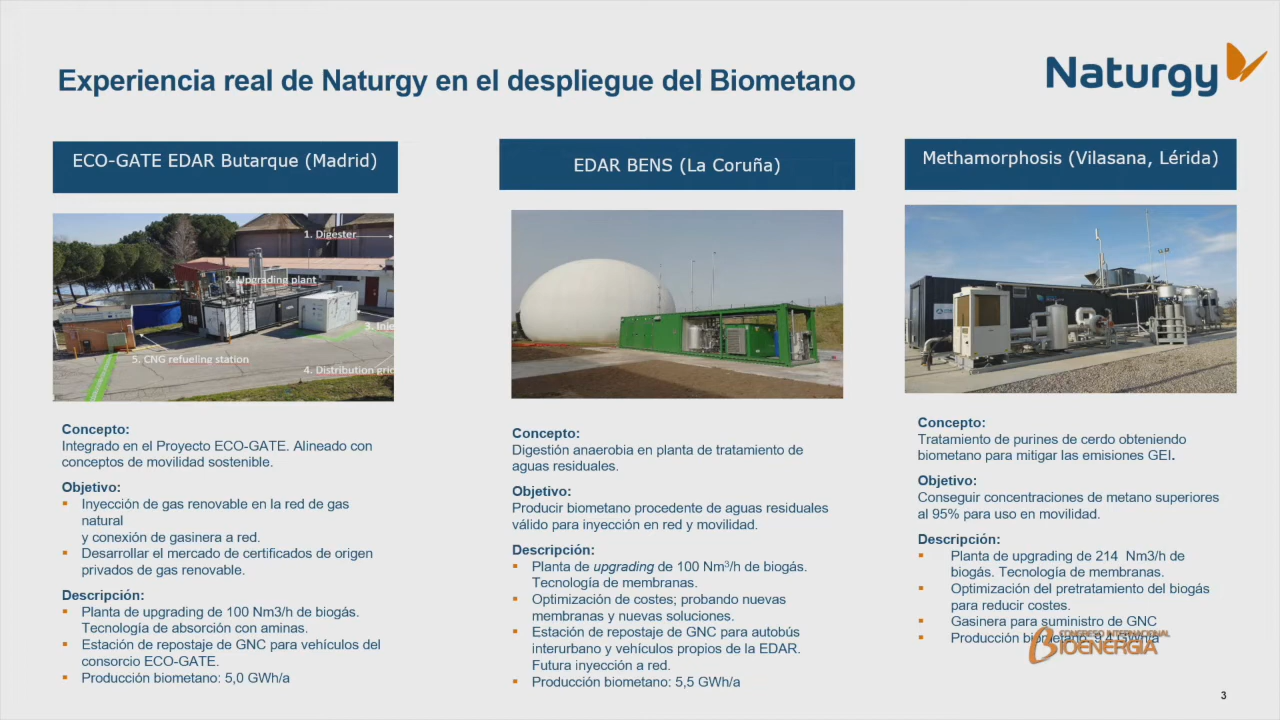 Experiencia real de Naturgy en el despliegue del Biometano
Naturgy
ECO-GATE EDAR Butarque (Madrid)
1. Digester
2. Upgrading plant
3. Inje
5. CNG refueling station
4. Distribution grid
Concepto:
Integrado en el Proyecto ECO-GATE. Alineado con
conceptos de movilidad sostenible.
Objetivo:
Inyección de gas renovable en la red de gas
natural
y conexión de gasinera a red.
Desarrollar el mercado de certificados de origen
privados de gas renovable.
Descripción:
Planta de upgrading de 100 Nm3/h de biogás.
Tecnología de absorción con aminas.
Estación de repostaje de GNC para vehículos del
consorcio ECO-GATE.
Producción biometano: 5,0 GWh/a
EDAR BENS (La Coruña)
Concepto:
Digestión anaerobia en planta de tratamiento de
aguas residuales.
Objetivo:
Producir biometano procedente de aguas residuales
válido para inyección en red y movilidad.
Descripción:
Planta de upgrading de 100 Nm³/h de biogás.
Tecnología de membranas.
Optimización de costes; probando nuevas
membranas y nuevas soluciones.
Estación de repostaje de GNC para autobús
interurbano y vehículos propios de la EDAR.
Futura inyección a red.
Producción biometano: 5,5 GWh/a
Methamorphosis (Vilasana, Lérida)
Concepto:
Tratamiento de purines de cerdo obteniendo
biometano para mitigar las emisiones GEI.
Objetivo:
Conseguir concentraciones de metano superiores
al 95% para uso en movilidad.
Descripción:
Planta de upgrading de 214 Nm3/h de
biogás. Tecnología de membranas.
Optimización del pretratamiento del biogás
para reducir costes.
Gasinera para suministro de GNC
Producción biometano: 9,4 GWh/a
CONGRESO INTERNACIONAL
BIOENERGÍA
3